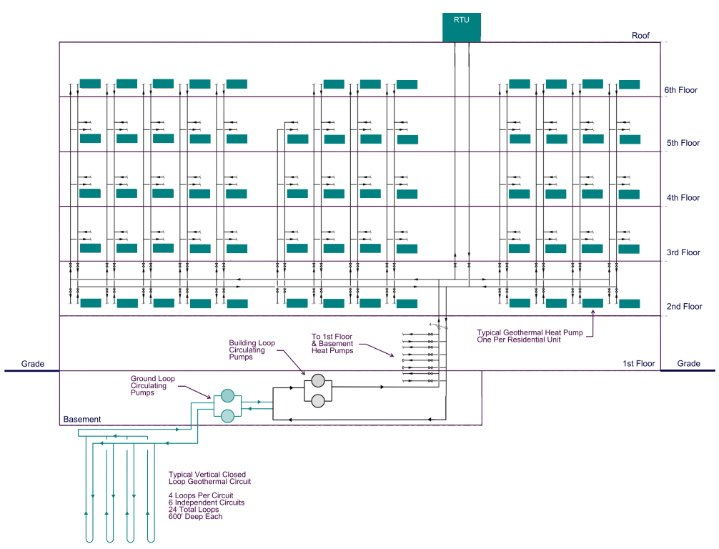 RTU
Roof
6th Floor
5th Floor
4th Floor
3rd Floor
2nd Floor
Typical Geothermal Heat Pump
One Per Residential Unit
To 1st Floor
& Basement
Heat Pumps
Building Loop
Circulating
Pumps
Grade
1st Floor
Grade
Ground Loop
Circulating
Pumps
Basement
Typical Vertical Closed
Loop Geothermal Circuit
4 Loops Per Circuit
6 Independent Circuits
24 Total Loops
600' Deep Each